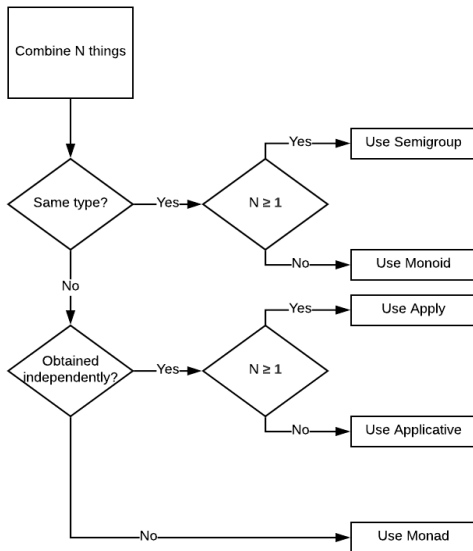 Combine N things
Same type?
Yes
N ≥ 1
Yes
Use Semigroup
No
Use Monoid
No
Obtained
independently?
Yes
N ≥ 1
Yes
Use Apply
No
Use Applicative
No
Use Monad